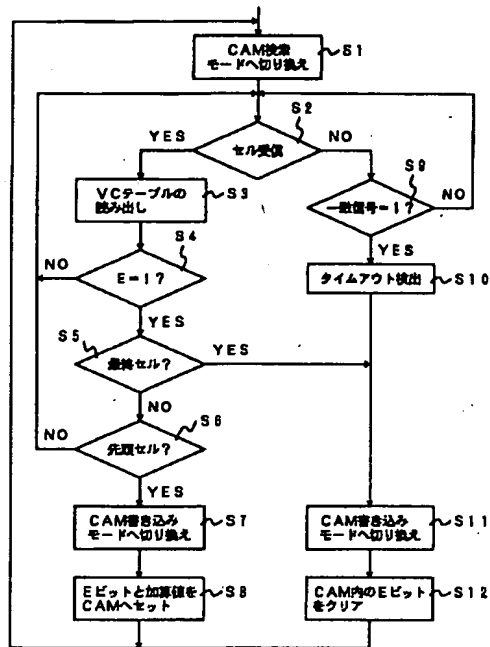 CAM検索
モードへ切り換え
S1
S2
YES
NO
セル受信
S9
VCテーブルの
読み出し
S3
一致信号=1?
NO
S4
YES
NO
E=1?
タイムアウト検出
S10
YES
S5
最終セル?
YES
NO
S6
NO
先頭セル?
YES
CAM書き込み
モードへ切り換え
S7
CAM書き込み
モードへ切り換え
S11
Eビットと加算値を
CAMへセット
S8
CAM内のEビット
をクリア
S12